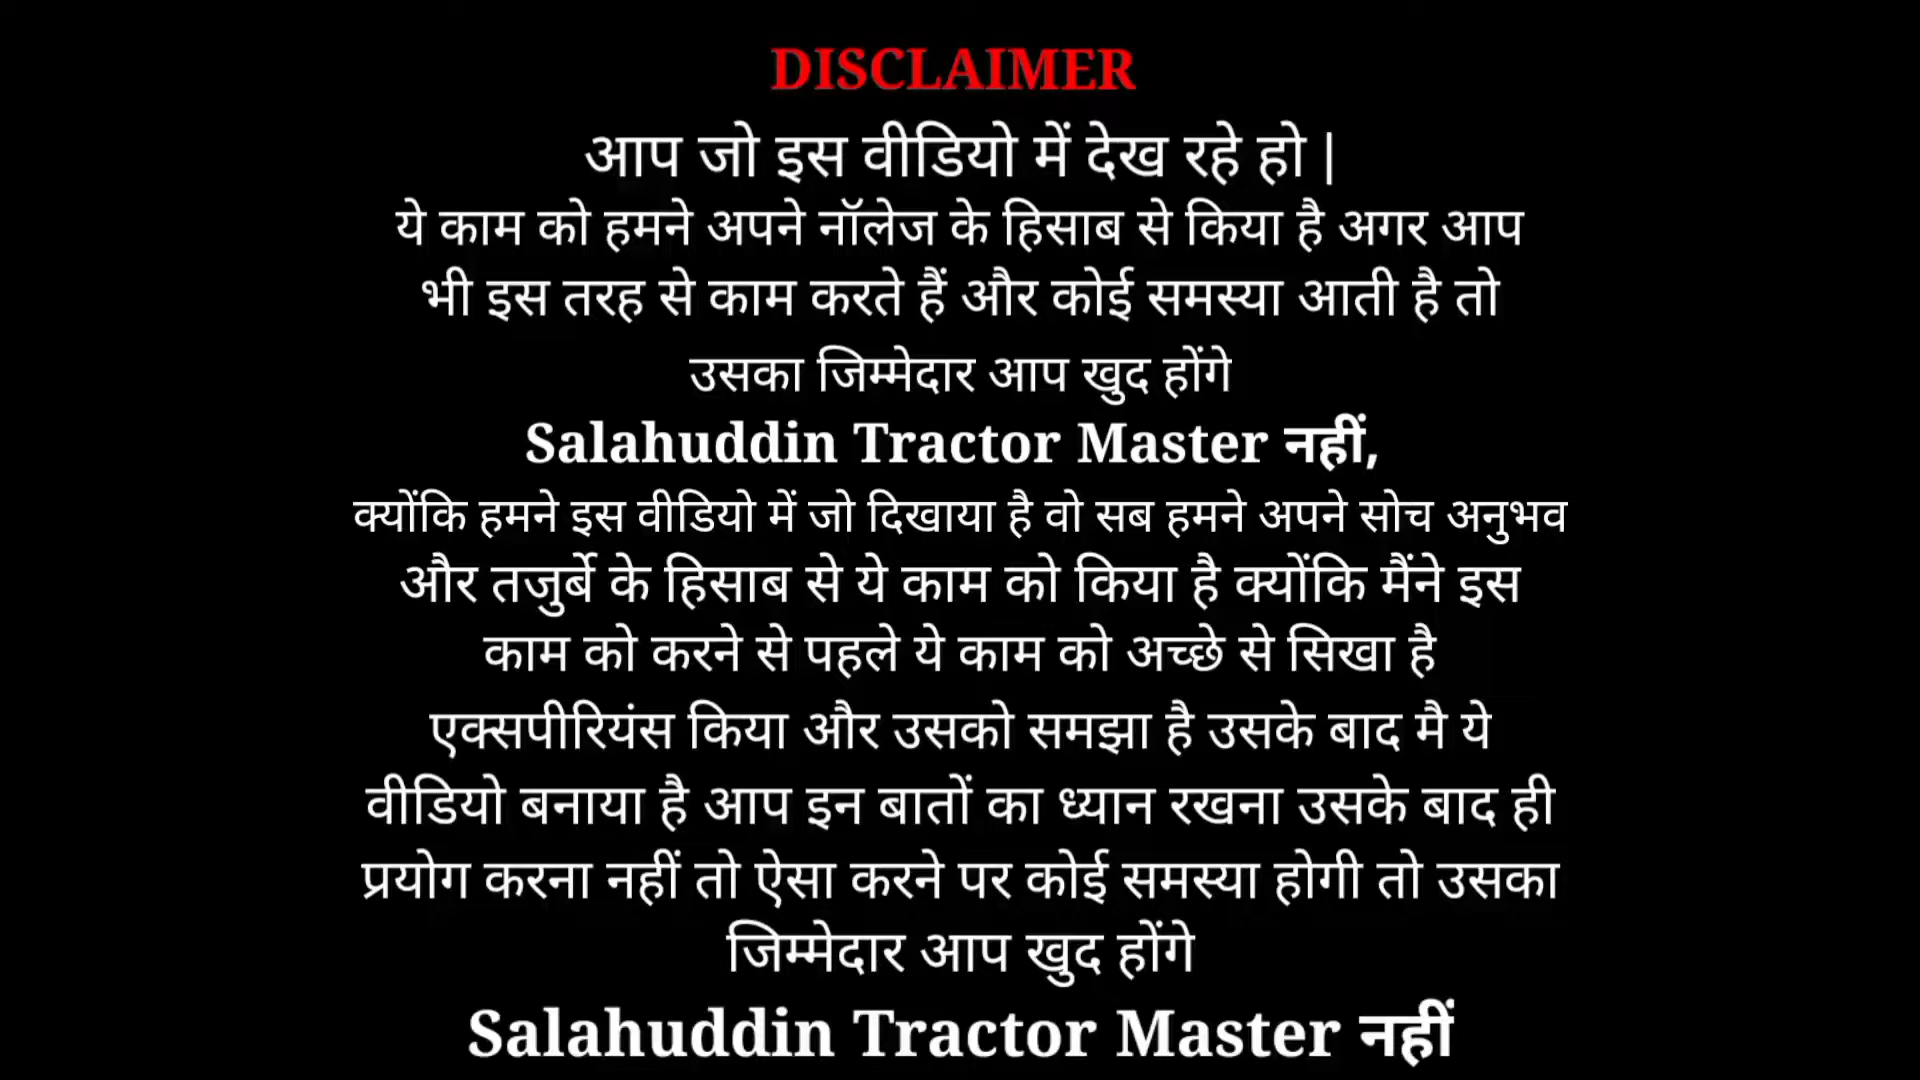 DISCLAIMER
आप जो इस वीडियो में देख रहे हो |
ये काम को हमने अपने नॉलेज के हिसाब से किया है अगर आप
भी इस तरह से काम करते हैं और कोई समस्या आती है तो
उसका जिम्मेदार आप खुद होंगे
Salahuddin Tractor Master नहीं,
क्योंकि हमने इस वीडियो में जो दिखाया है वो सब हमने अपने सोच अनुभव
और तजुर्बे के हिसाब से ये काम को किया है क्योंकि मैंने इस
काम को करने से पहले ये काम को अच्छे से सिखा है
एक्सपीरियंस किया और उसको समझा है उसके बाद मै ये
वीडियो बनाया है आप इन बातों का ध्यान रखना उसके बाद ही
प्रयोग करना नहीं तो ऐसा करने पर कोई समस्या होगी तो उसका
जिम्मेदार आप खुद होंगे
Salahuddin Tractor Master नहीं